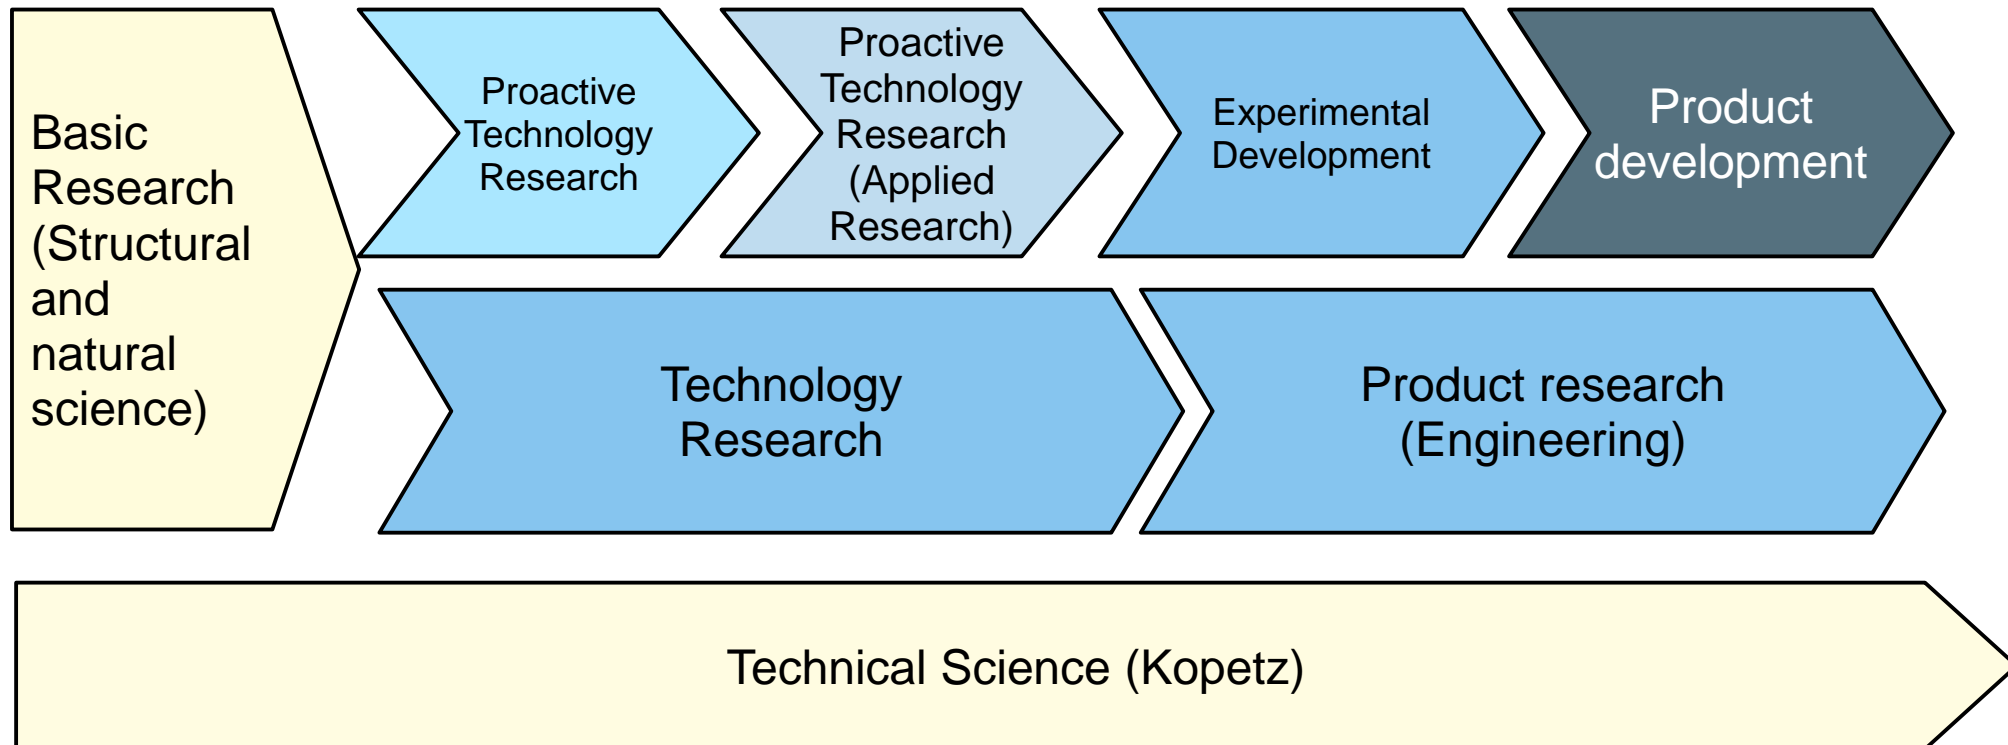 Basic
Research
(Structural
and
natural
science)
Proactive
Technology
Research
Proactive
Technology
Research
(Applied
Research)
Experimental
Development
Product
development
Technology
Research
Product research
(Engineering)
Technical Science (Kopetz)